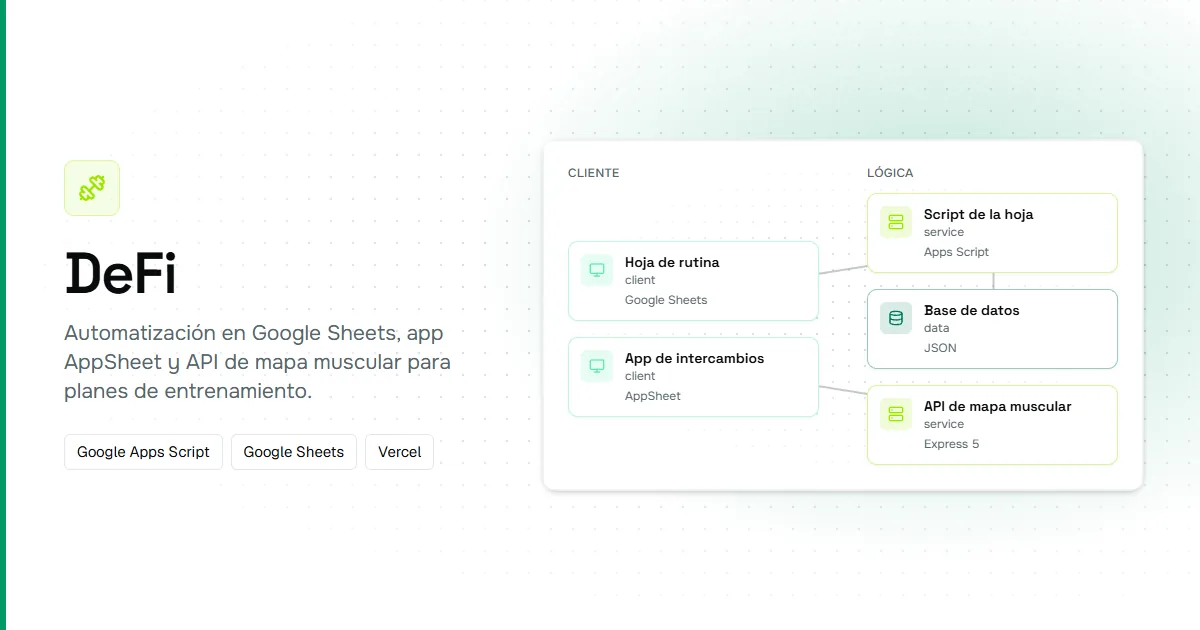 DeFi
Automatización en Google Sheets, app
AppSheet y API de mapa muscular para
planes de entrenamiento.
Google Apps Script
Google Sheets
Vercel
CLIENTE
Hoja de rutina
client
Google Sheets
App de intercambios
client
AppSheet
LÓGICA
Script de la hoja
service
Apps Script
Base de datos
data
JSON
API de mapa muscular
service
Express 5